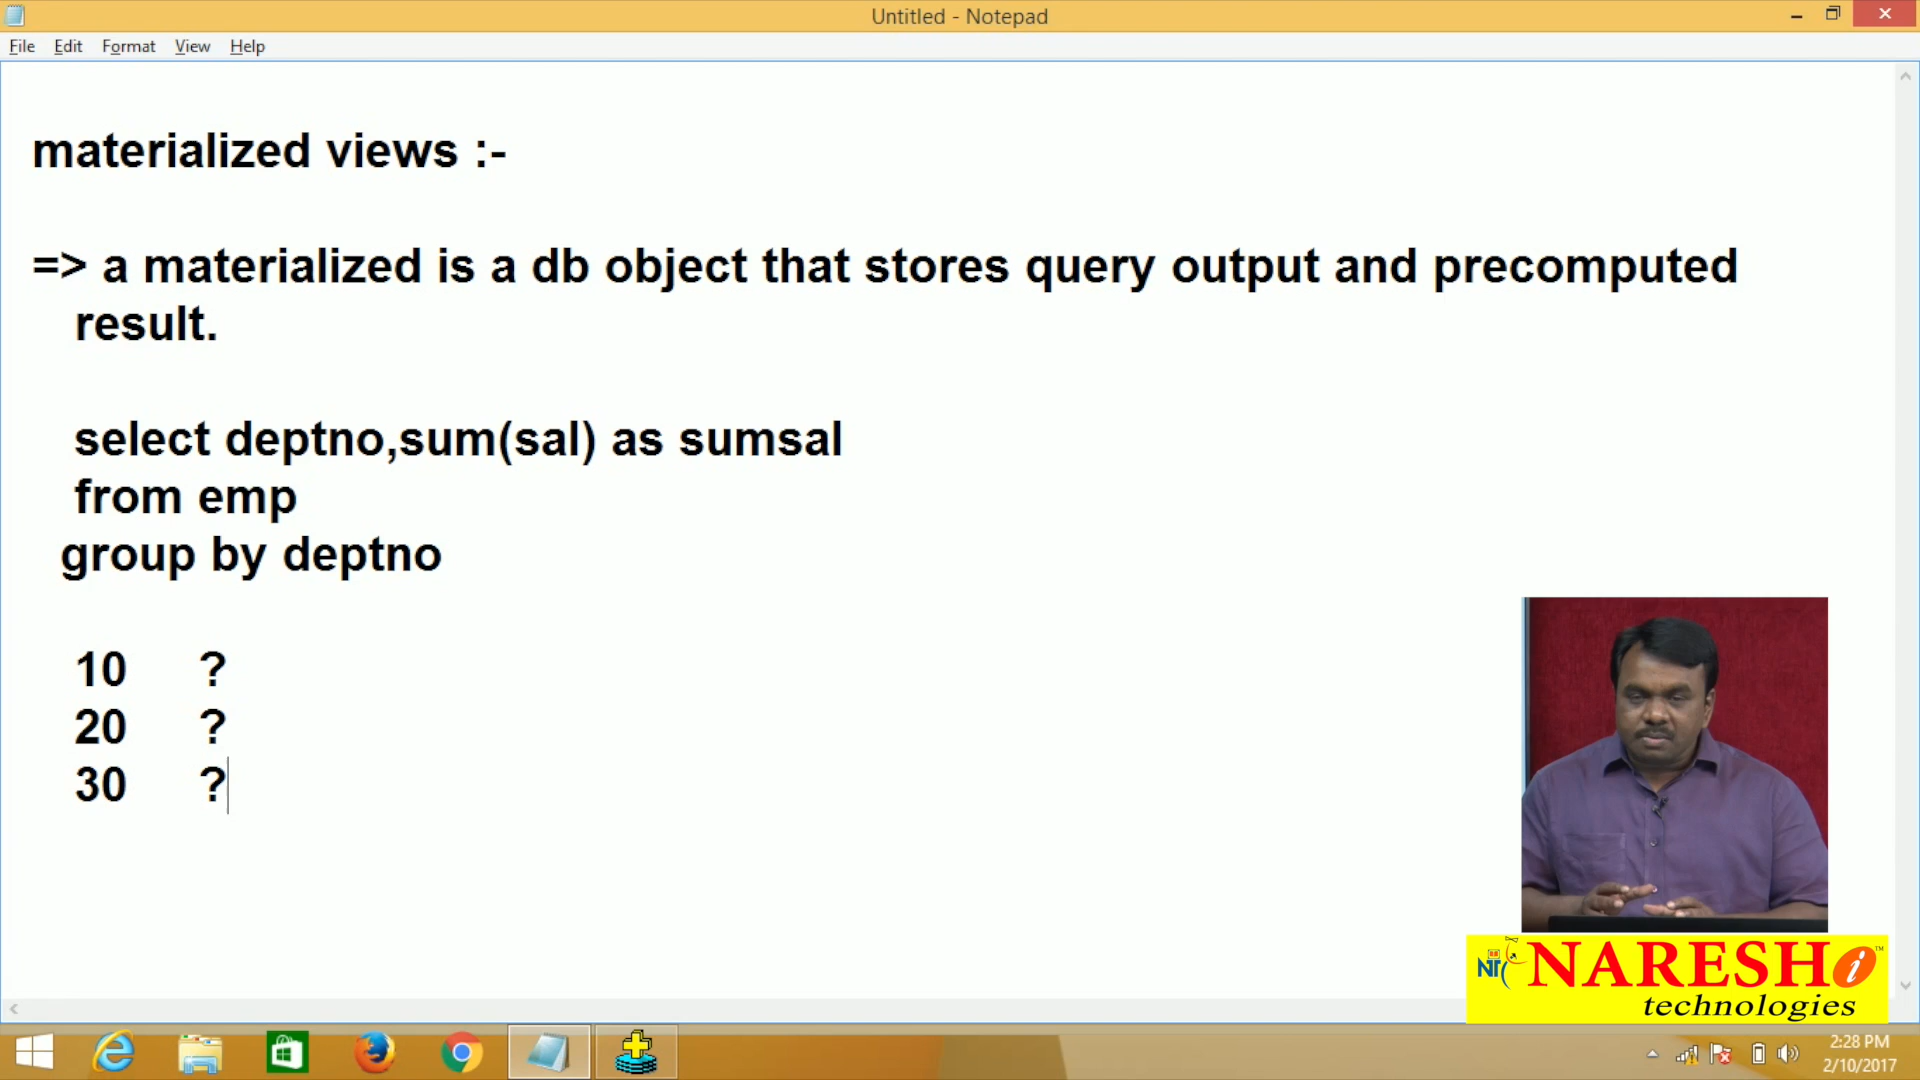 Untitled - Notepad
File Edit Format View Help
materialized views :-
=> a materialized is a db object that stores query output and precomputed
result.
select deptno,sum(sal) as sumsal
from emp
group by deptno
10 ?
20 ?
30 ?
NARESH i ™
technologies
2:28 PM
2/10/2017